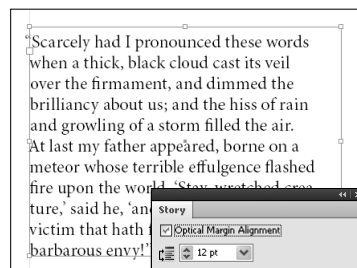 “Scarcely had I pronounced these words
when a thick, black cloud cast its veil
over the firmament, and dimmed the
brilliancy about us; and the hiss of rain
and growling of a storm filled the air.
At last my father appeared, borne on a
meteor whose terrible effulgence flashed
fire upon the world. ‘Stay, wretched crea-
ture,’ said he, ‘and
victim that hath
barbarous envy!’”
Story
Optical Margin Alignment
12 pt